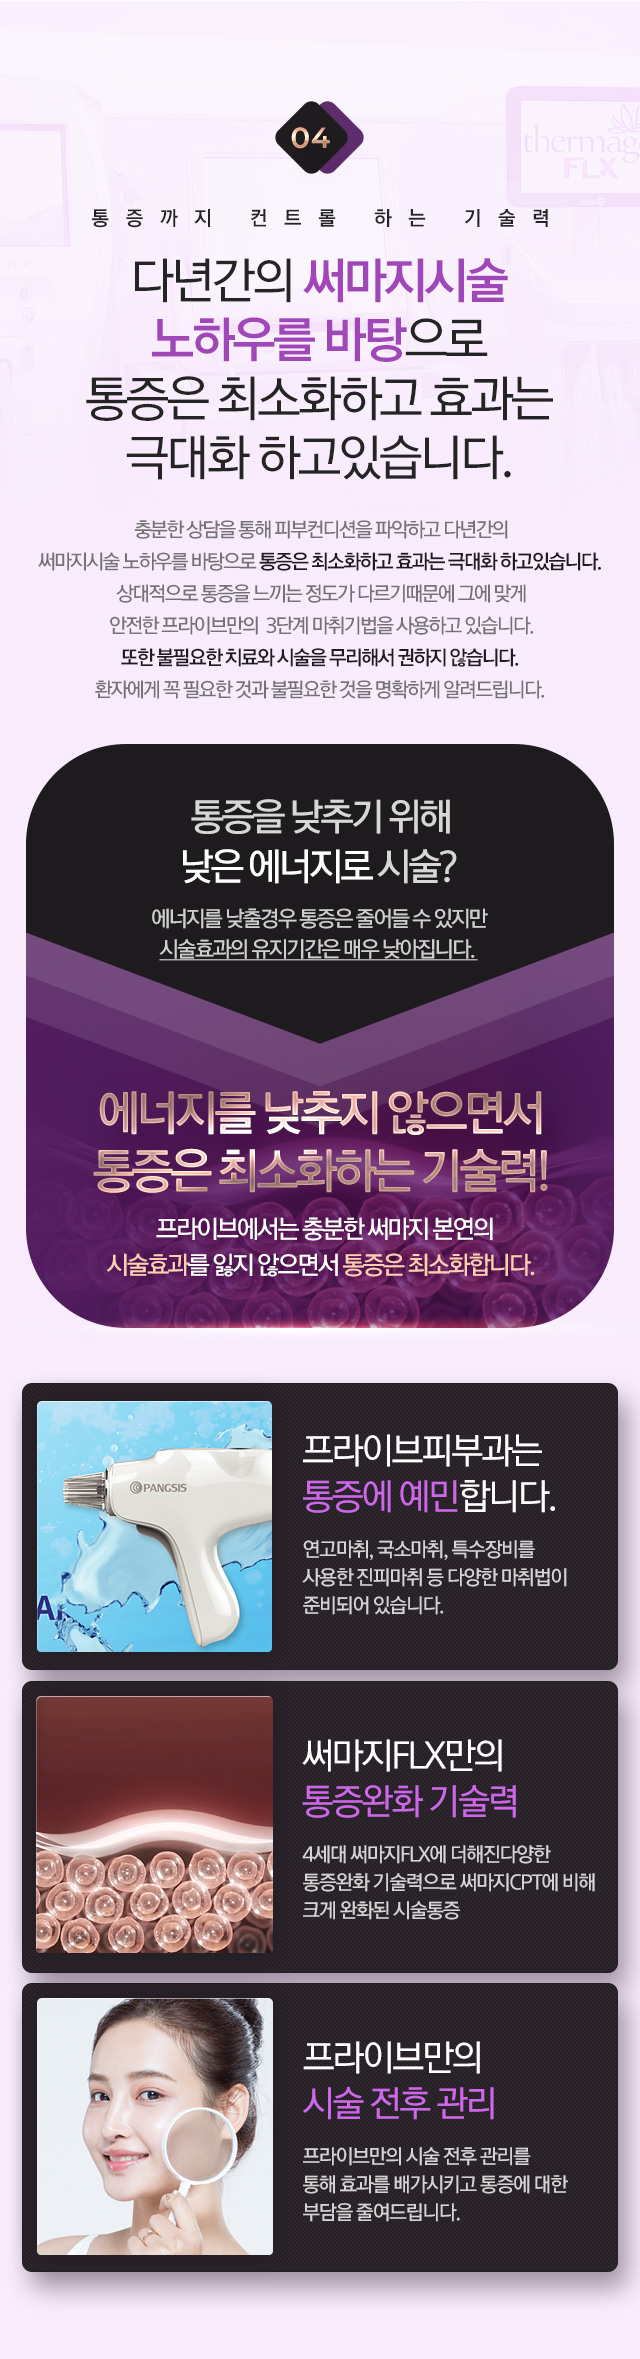 thermag
FLX
04
통증까지 컨트롤 하는 기술력
다년간의 써마지시술
노하우를 바탕으로
통증은 최소화하고 효과는
극대화 하고있습니다.
충분한 상담을 통해 피부컨디션을 파악하고 다년간의
써마지시술 노하우를 바탕으로 통증은 최소화하고 효과는 극대화 하고있습니다.
상대적으로 통증을 느끼는 정도가 다르기때문에 그에 맞게
안전한 프라이브만의 3단계 마취기법을 사용하고 있습니다.
또한 불필요한 치료와 시술을 무리해서 권하지 않습니다.
환자에게 꼭 필요한 것과 불필요한 것을 명확하게 알려드립니다.
통증을 낮추기 위해
낮은 에너지로 시술?
에너지를 낮출경우 통증은 줄어들 수 있지만
시술효과의 유지기간은 매우 낮아집니다.
에너지를 낮추지 않으면서
통증은 최소화하는 기술력!
프라이브에서는 충분한 써마지 본연의
시술효과를 잃지 않으면서 통증은 최소화합니다.
PANGSIS
프라이브피부과는
통증에 예민합니다.
연고마취, 국소마취, 특수장비를
사용한 진피마취 등 다양한 마취법이
준비되어 있습니다.
써마지FLX만의
통증완화 기술력
4세대 써마지FLX에 더해진다양한
통증완화 기술력으로 써마지CPT에 비해
크게 완화된 시술통증
프라이브만의
시술 전후 관리
프라이브만의 시술 전후 관리를
통해 효과를 배가시키고 통증에 대한
부담을 줄여드립니다.